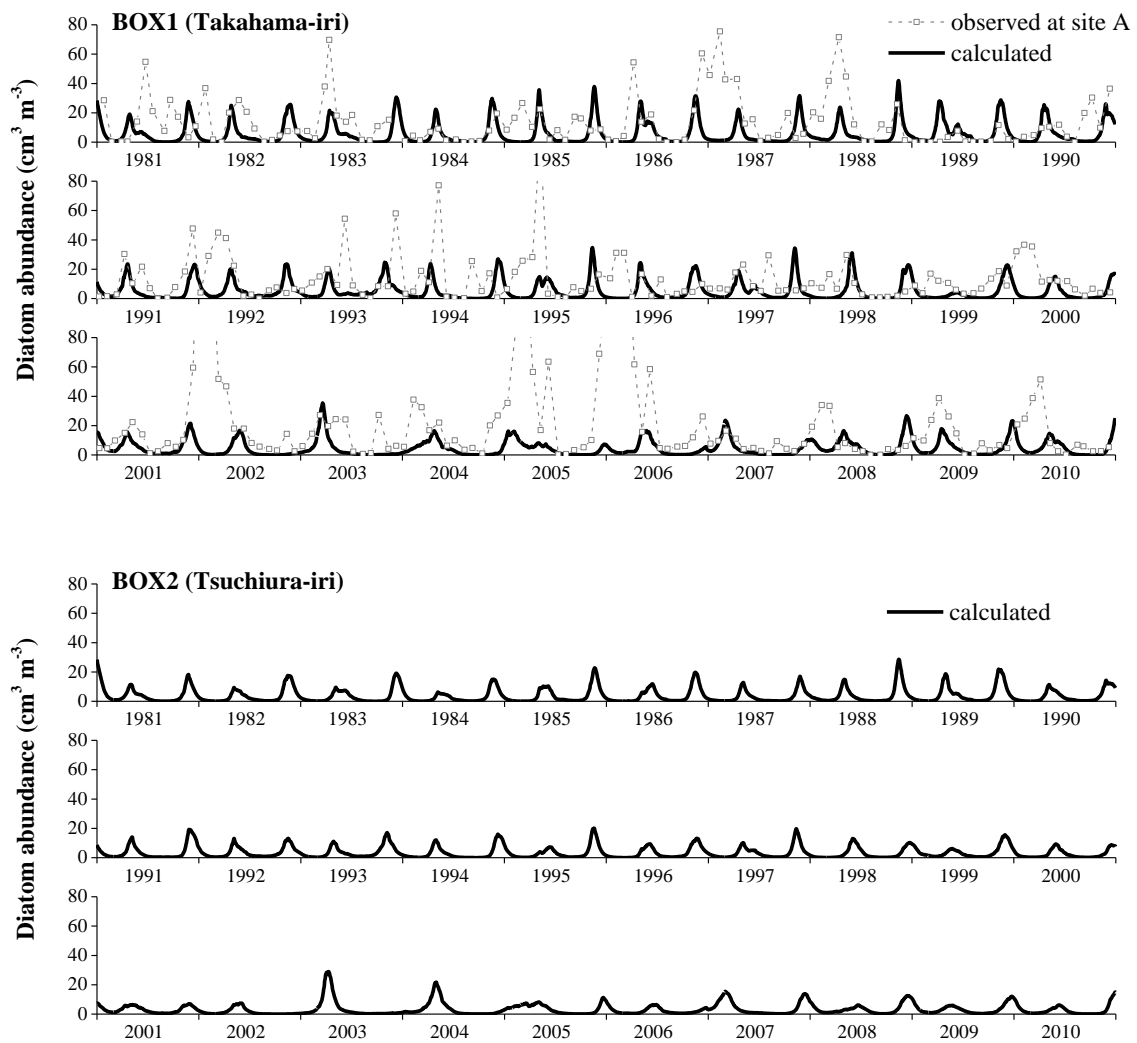 BOX1 (Takahama-iri)
observed at site A
calculated
Diatom abundance (cm³ m⁻³)
80
60
40
20
0
1981 1982 1983 1984 1985 1986 1987 1988 1989 1990
80
60
40
20
0
1991 1992 1993 1994 1995 1996 1997 1998 1999 2000
80
60
40
20
0
2001 2002 2003 2004 2005 2006 2007 2008 2009 2010
BOX2 (Tsuchiura-iri)
calculated
Diatom abundance (cm³ m⁻³)
80
60
40
20
0
1981 1982 1983 1984 1985 1986 1987 1988 1989 1990
80
60
40
20
0
1991 1992 1993 1994 1995 1996 1997 1998 1999 2000
80
60
40
20
0
2001 2002 2003 2004 2005 2006 2007 2008 2009 2010